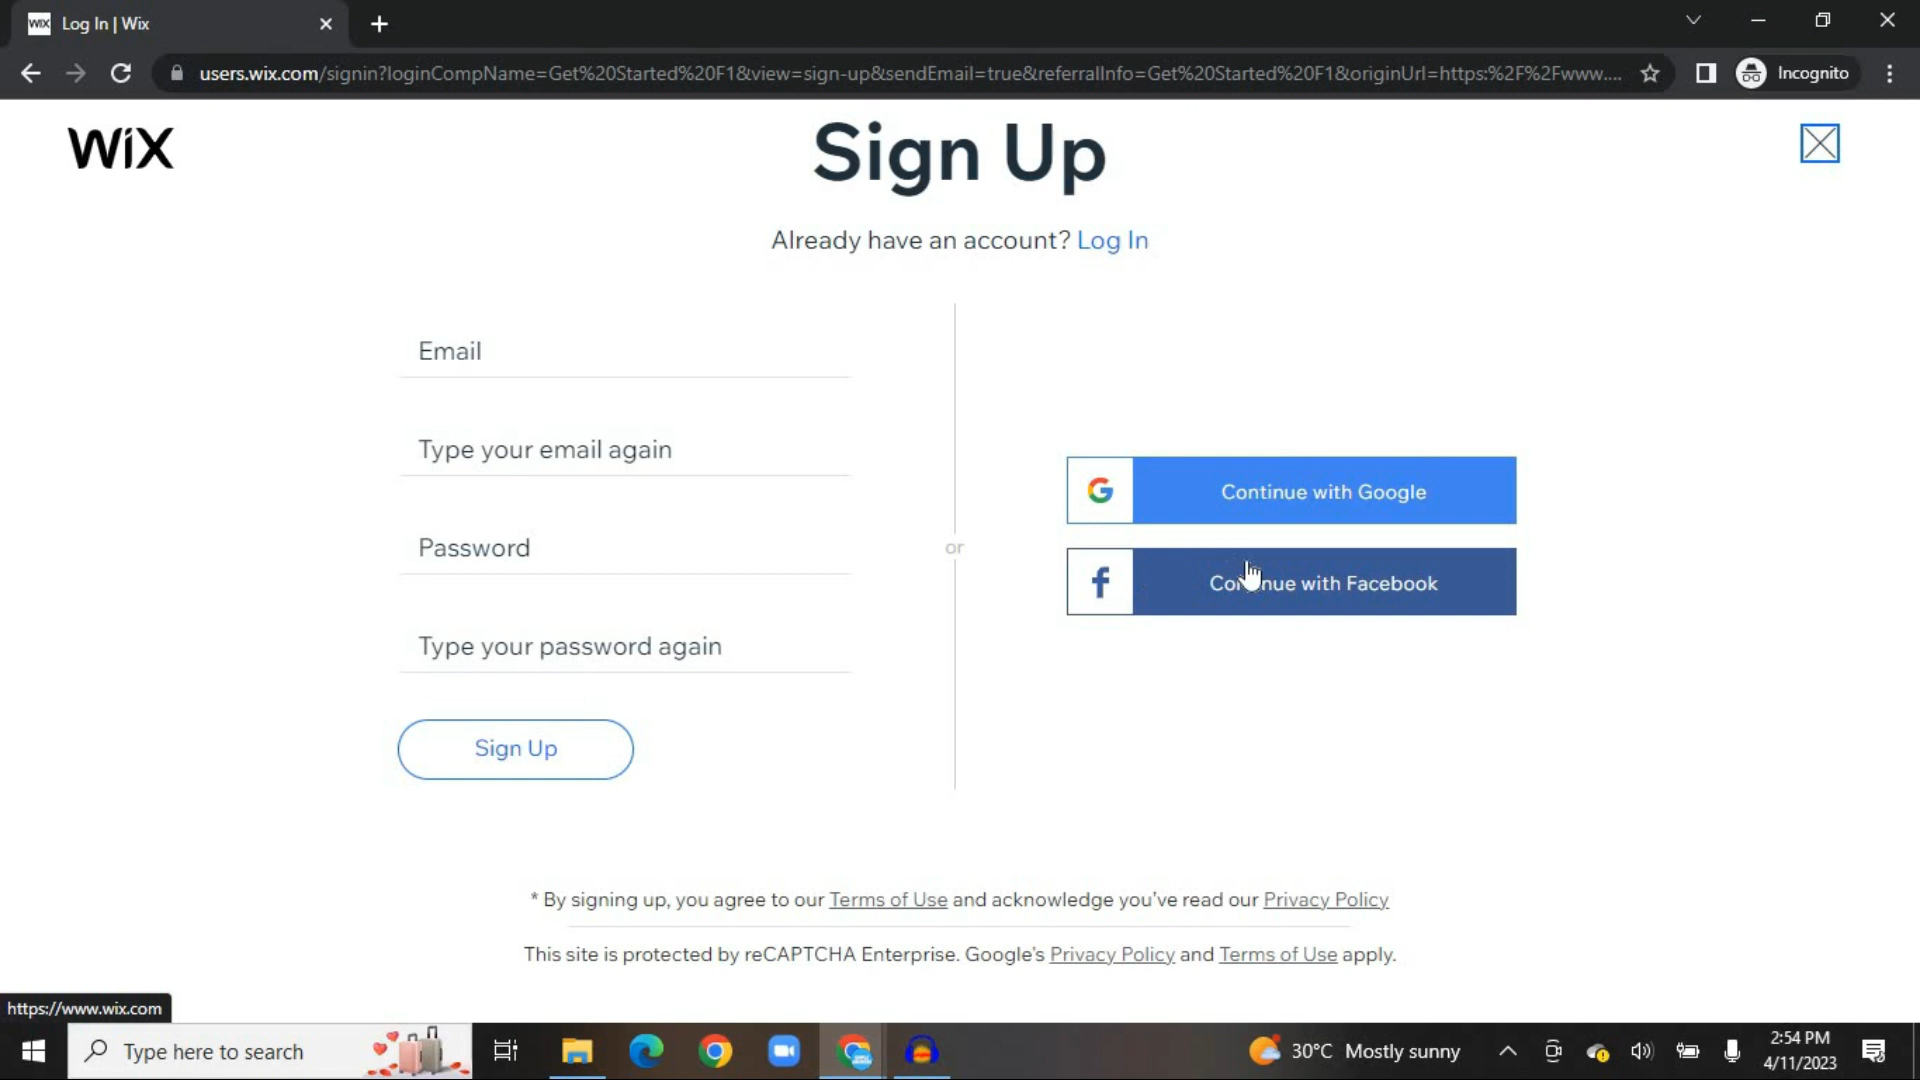 WiX Log In | Wix
users.wix.com/signin?loginCompName=Get%20Started%20F1&view=sign-up&sendEmail=true&referralInfo=Get%20Started%20F1&originUrl=https:%2F%2Fwww.... Incognito
WiX
Sign Up
Already have an account? Log In
Email
Type your email again
Password
Type your password again
Sign Up
or
G Continue with Google
f Continue with Facebook
* By signing up, you agree to our Terms of Use and acknowledge you've read our Privacy Policy
This site is protected by reCAPTCHA Enterprise. Google's Privacy Policy and Terms of Use apply.
https://www.wix.com
Type here to search
30°C Mostly sunny
2:54 PM
4/11/2023